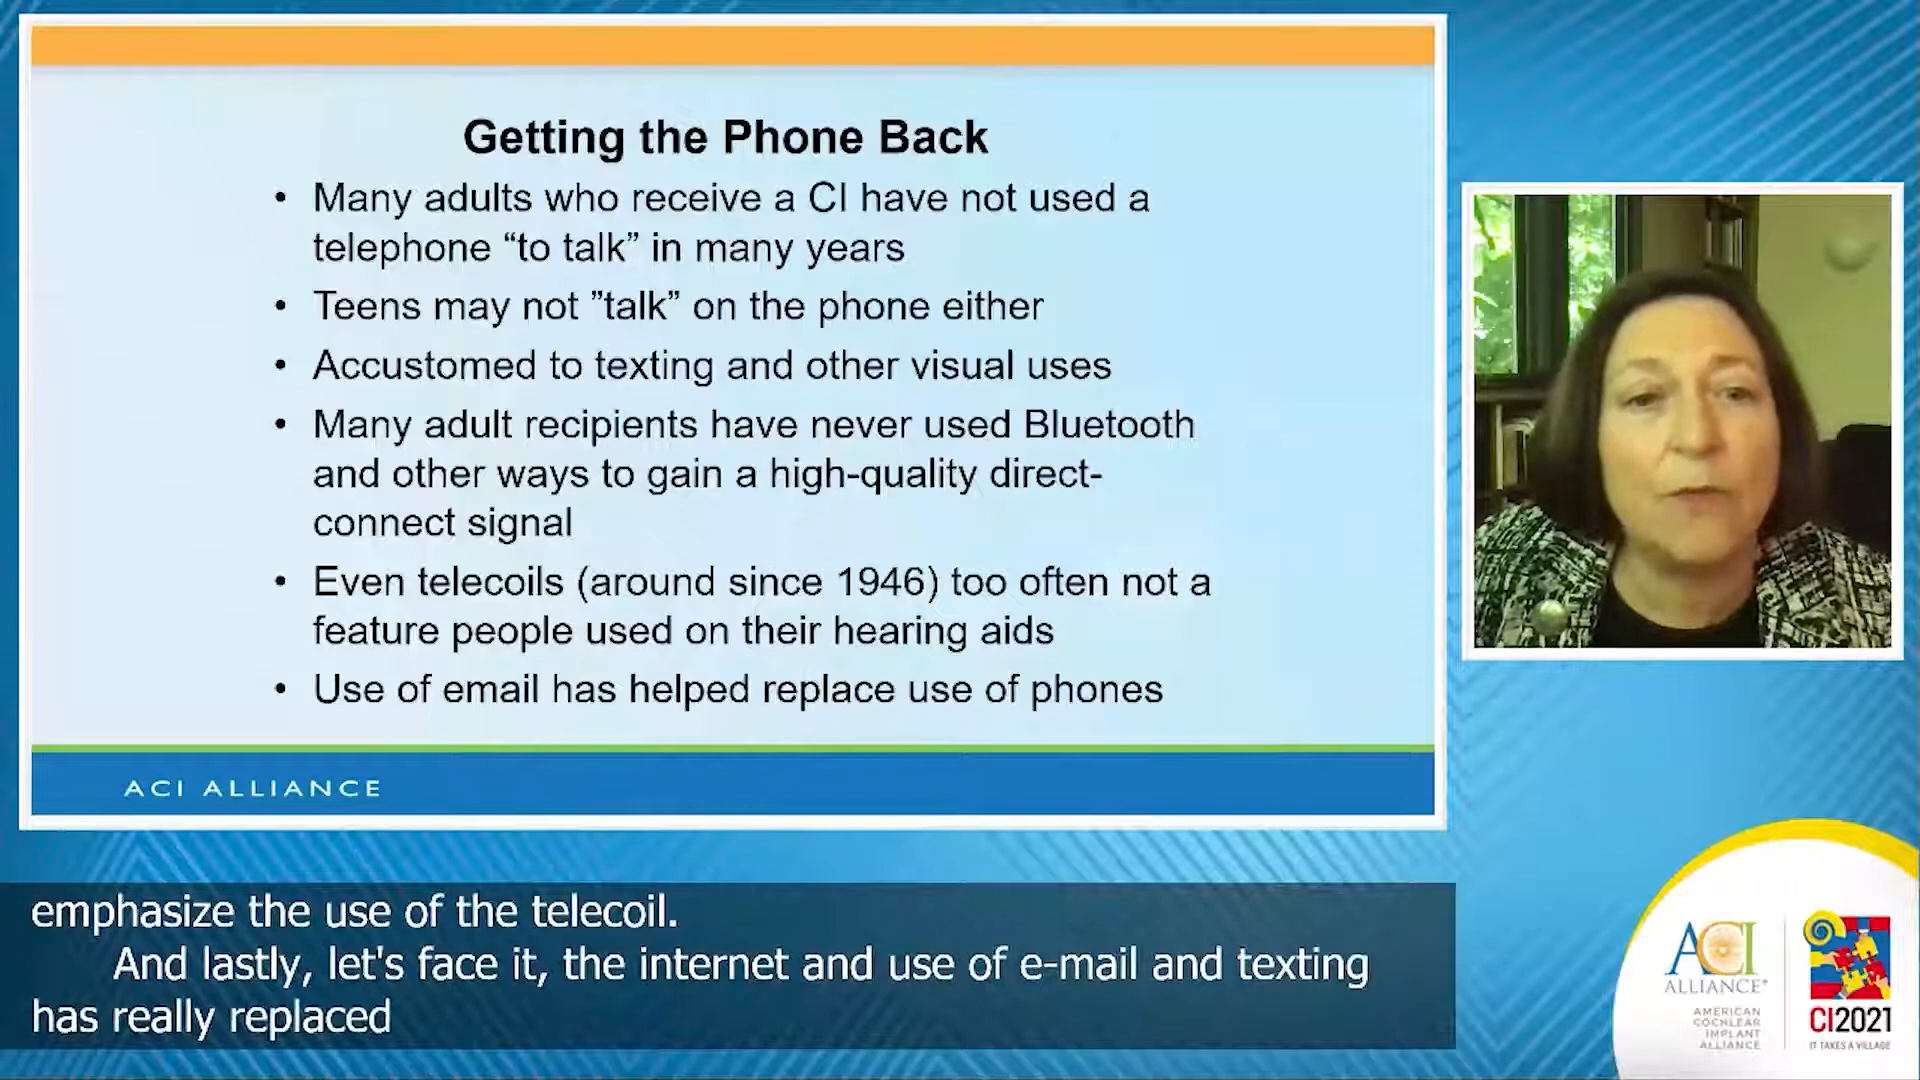 Getting the Phone Back
• Many adults who receive a CI have not used a
telephone “to talk” in many years
• Teens may not ”talk” on the phone either
• Accustomed to texting and other visual uses
• Many adult recipients have never used Bluetooth
and other ways to gain a high-quality direct-
connect signal
• Even telecoils (around since 1946) too often not a
feature people used on their hearing aids
• Use of email has helped replace use of phones
ACI ALLIANCE
emphasize the use of the telecoil.
And lastly, let's face it, the internet and use of e-mail and texting
has really replaced
ACI
ALLIANCE®
AMERICAN
COCHLEAR
IMPLANT
ALLIANCE
CI2021
IT TAKES A VILLAGE